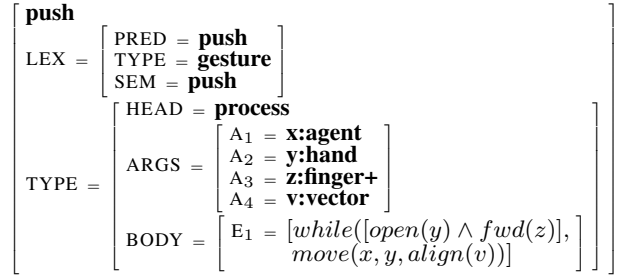 push
LEX = PRED = push
TYPE = gesture
SEM = push
TYPE = HEAD = process
ARGS = A1 = x:agent
A2 = y:hand
A3 = z:finger+
A4 = v:vector
BODY = E1 = [while([open(y) ∧ fwd(z)],
move(x, y, align(v))]